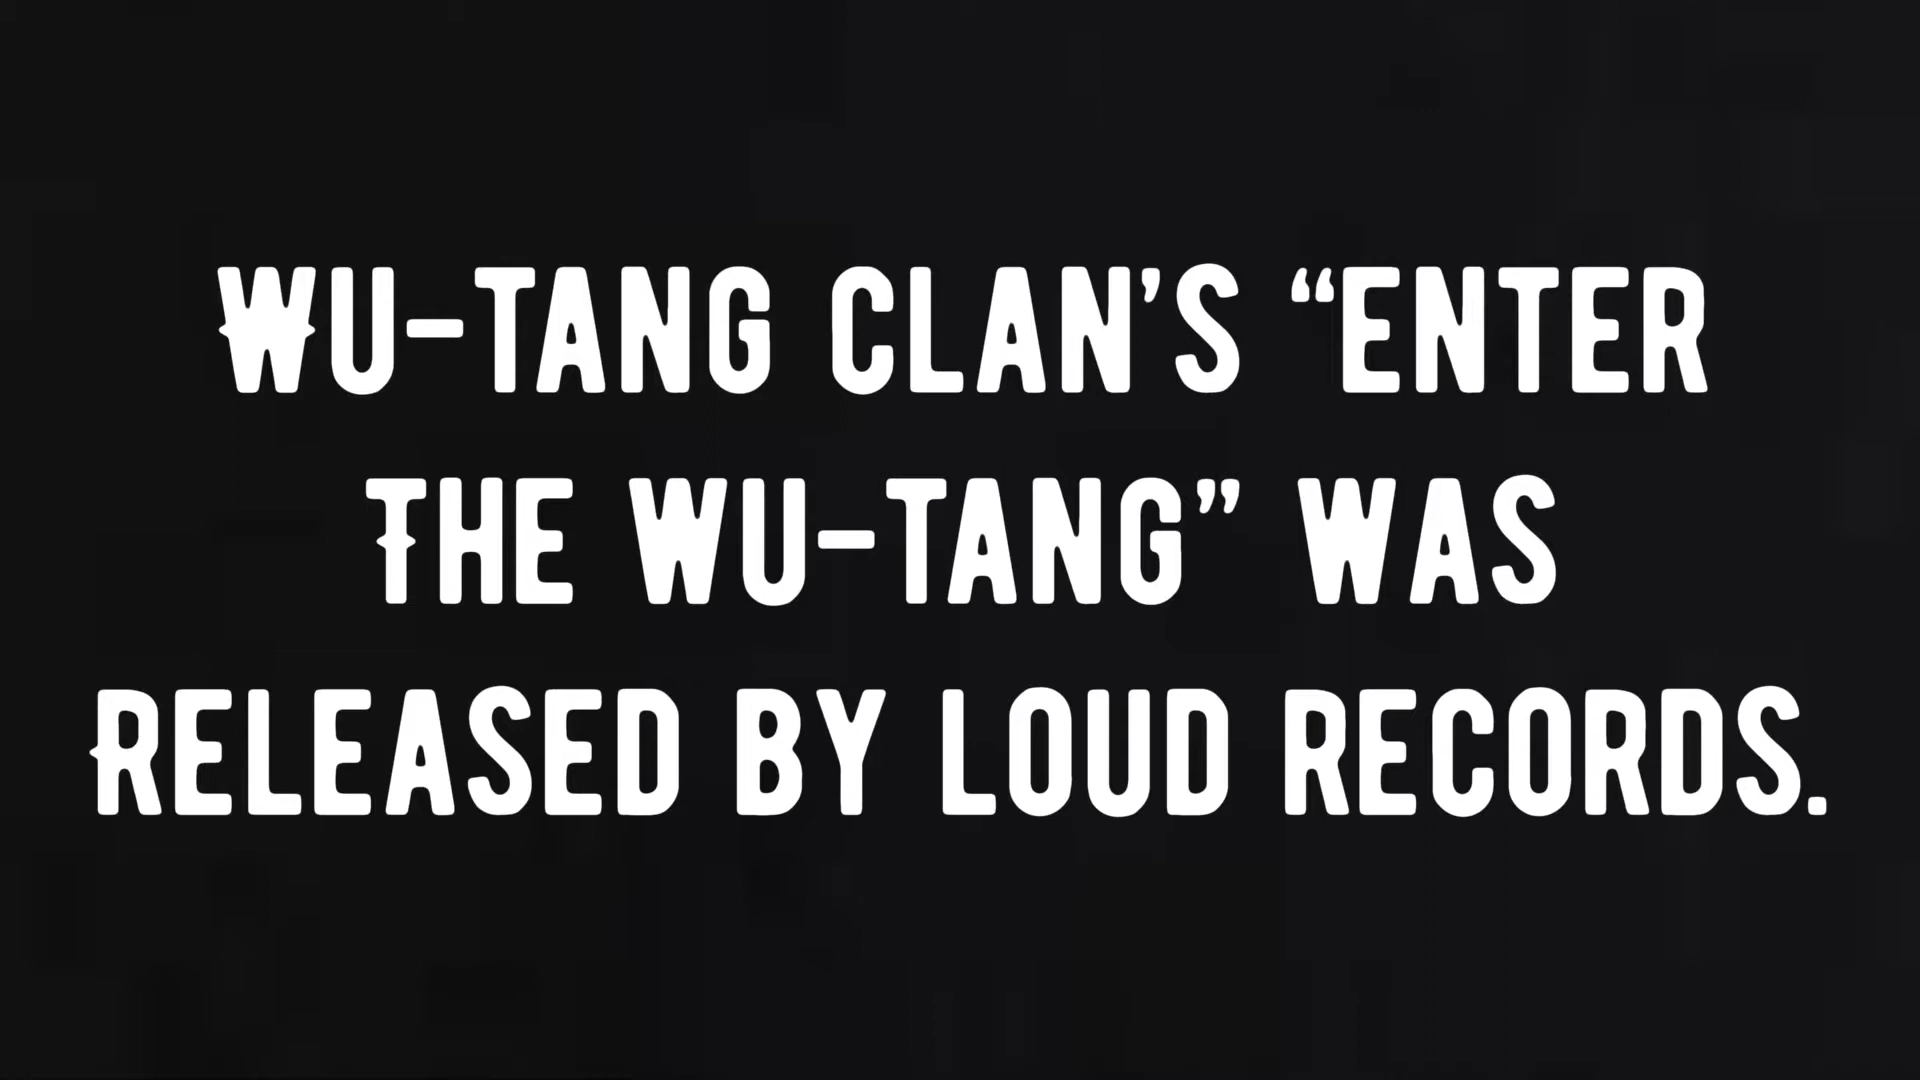 WU-TANG CLAN’S “ENTER
THE WU-TANG” WAS
RELEASED BY LOUD RECORDS.